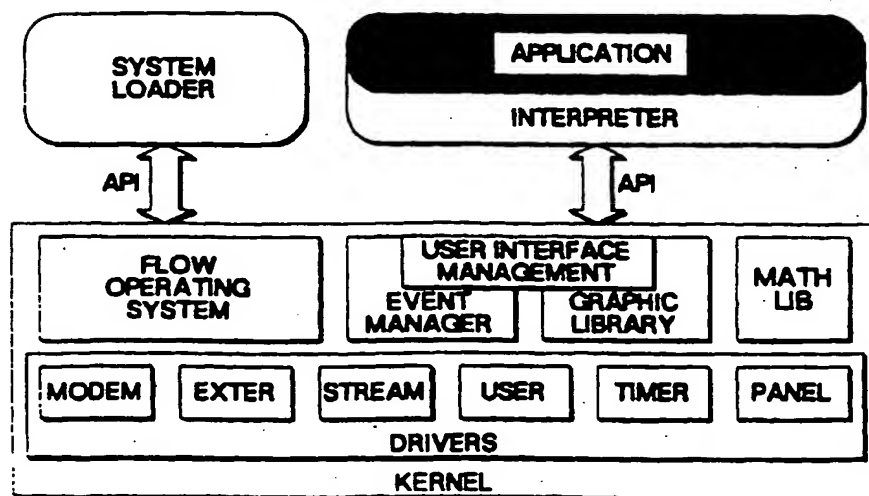 SYSTEM
LOADER
APPLICATION
INTERPRETER
API
API
FLOW
OPERATING
SYSTEM
USER INTERFACE
MANAGEMENT
EVENT
MANAGER
GRAPHIC
LIBRARY
MATH
LIB
MODEM
EXTER
STREAM
USER
TIMER
PANEL
DRIVERS
KERNEL